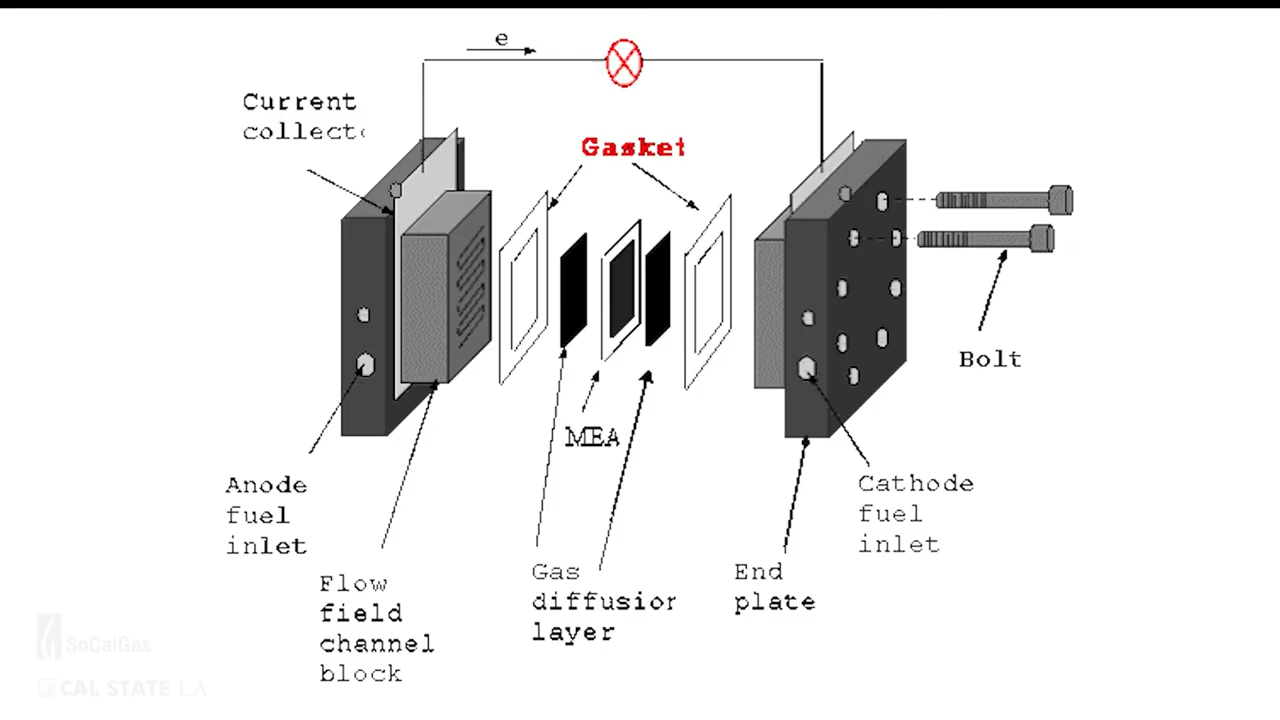 e
Current
collect
Gasket
Bolt
MEA
Anode
fuel
inlet
Cathode
fuel
inlet
Flow
field
channel
block
Gas
diffusion
layer
End
plate
SoCalGas
CAL STATE LA